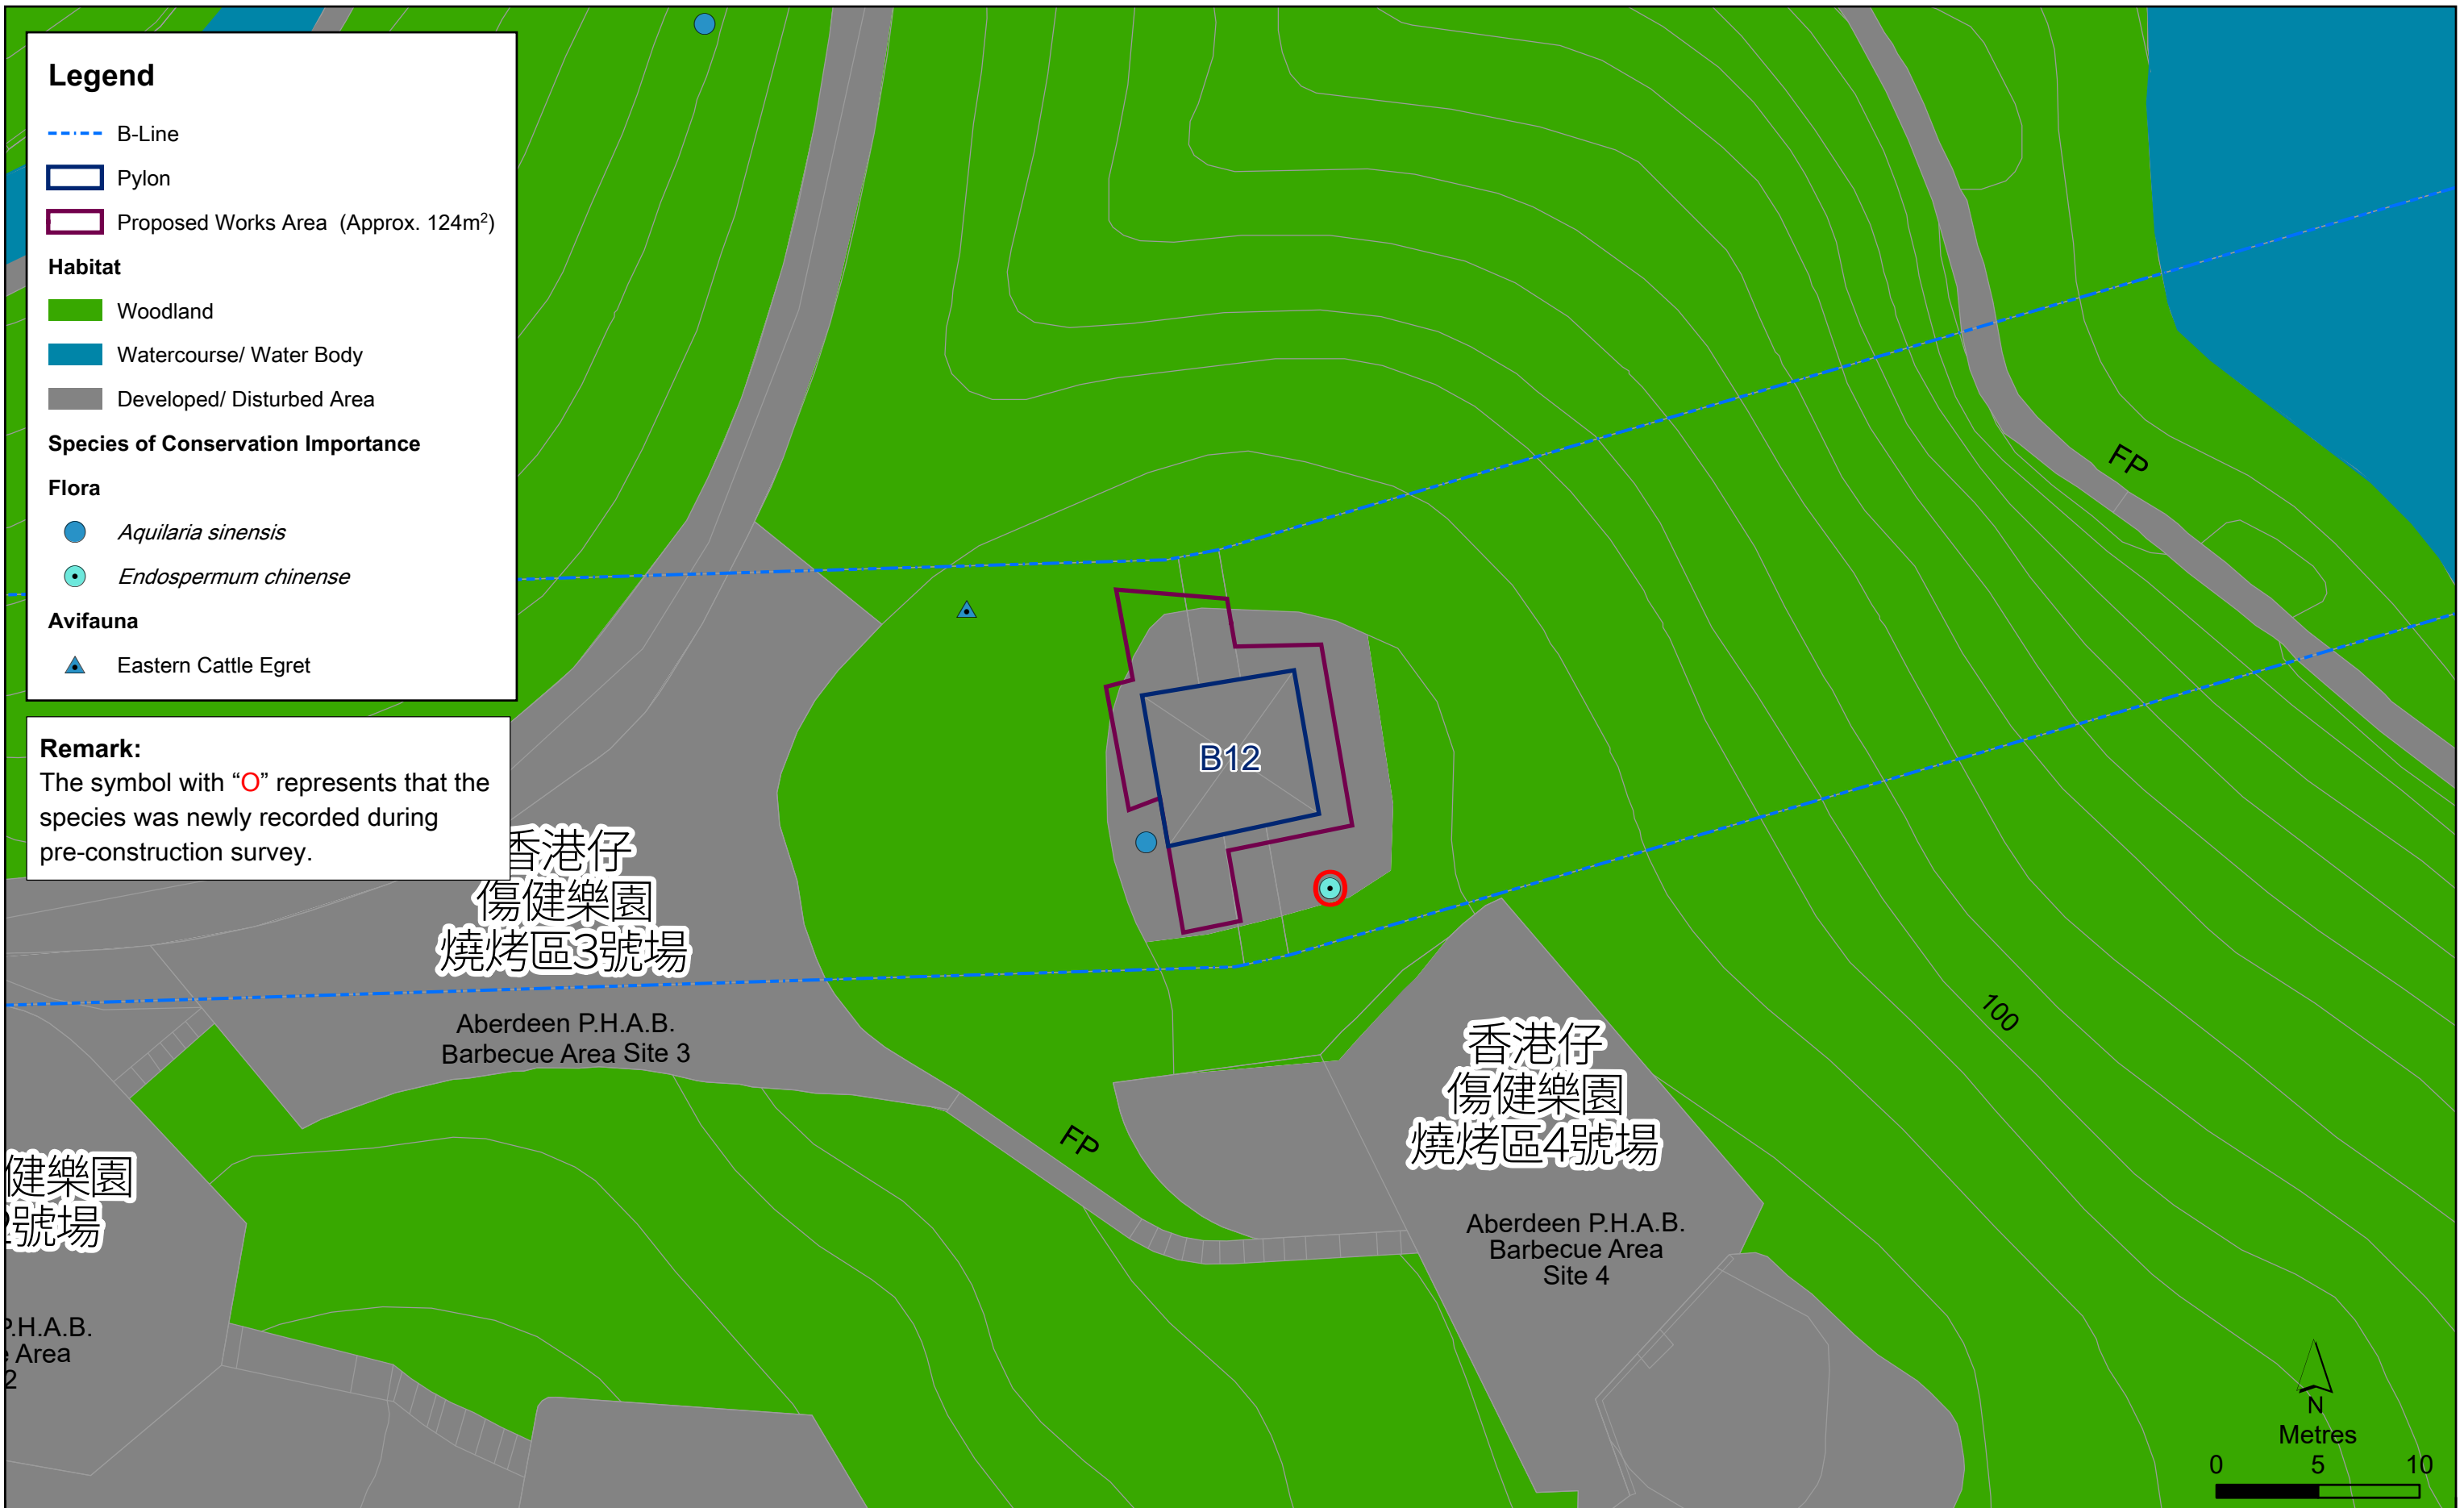 Legend
B-Line
Pylon
Proposed Works Area (Approx. 124m²)
Habitat
Woodland
Watercourse/ Water Body
Developed/ Disturbed Area
Species of Conservation Importance
Flora
Aquilaria sinensis
Endospermum chinense
Avifauna
Eastern Cattle Egret
Remark:
The symbol with “O” represents that the
species was newly recorded during
pre-construction survey.
B12
FP
香港仔
傷健樂園
燒烤區3號場
Aberdeen P.H.A.B.
Barbecue Area Site 3
100
香港仔
傷健樂園
燒烤區4號場
Aberdeen P.H.A.B.
Barbecue Area
Site 4
FP
健樂園
2號場
P.H.A.B.
Area
2
N
Metres
0 5 10